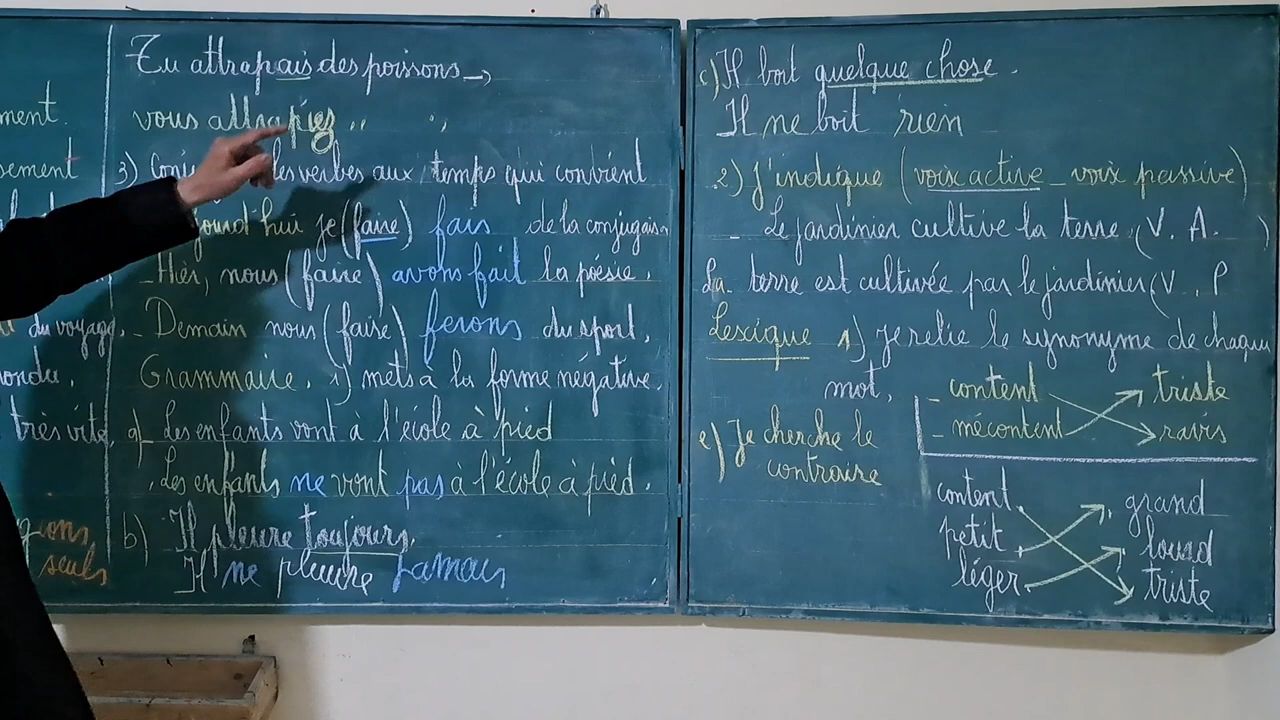 ment.
sement
du voyage,
ondu.
très vite,
gions,
seuls
Tu attrapais des poissons →
vous attrapiez " "
3) les verbes aux temps qui convient
jourd'hui je (faire) fais de la conjugaison
- Hièr, nous (faire) avons fait la poésie.
- Demain nous (faire) ferons du sport.
Grammaire. 1) mets à la forme négative.
a)_ Les enfants vont à l'école à pied
. Les enfants ne vont pas à l'école à pied.
b) Il pleure toujours.
Il ne pleure Jamais
c) Il boit quelque chose.
Il ne boit rien
2) J'indique (voix active - voix passive)
- Le jardinier cultive la terre. (V. A. )
La terre est cultivée par le jardinier (V. P
Lexique 1) Je relie le synonyme de chaque
mot.
- content triste
- mécontent ravis
e) Je cherche le
contraire
content grand
petit lourd
léger triste